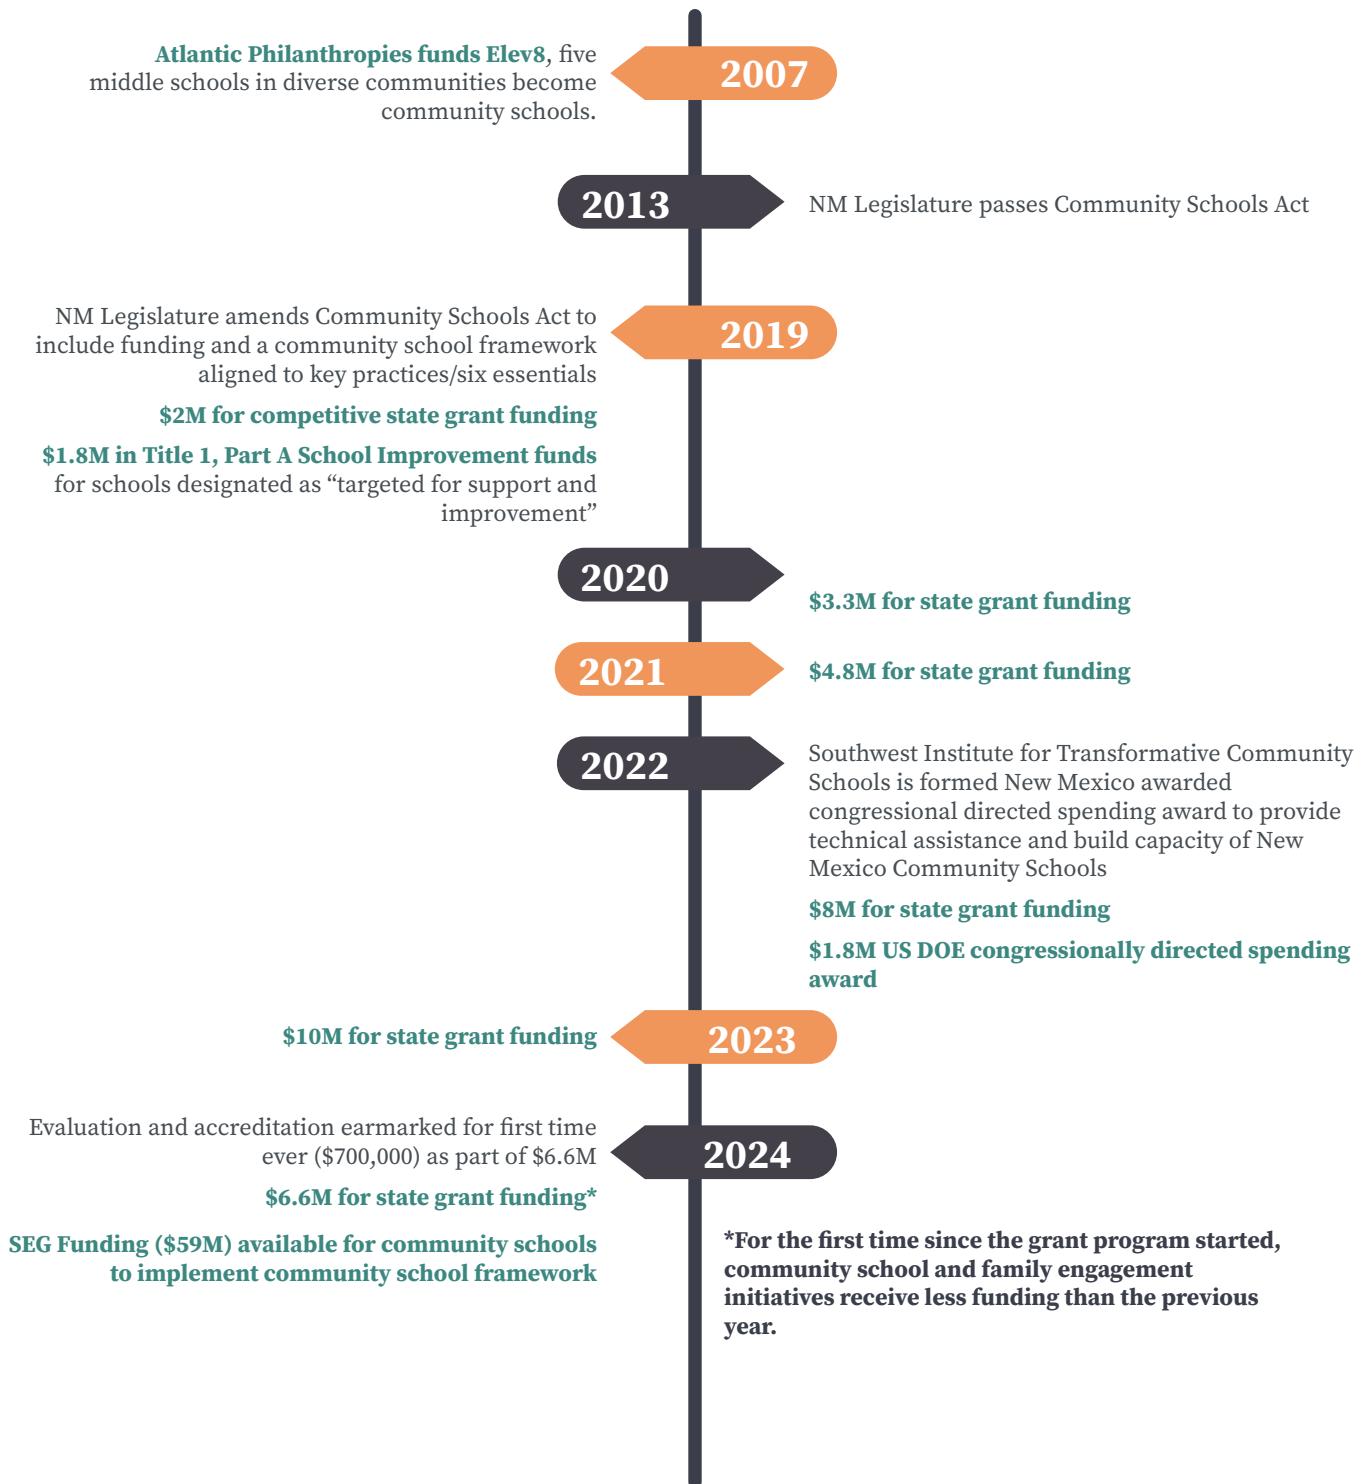 2007
Atlantic Philanthropies funds Elev8, five
middle schools in diverse communities become
community schools.
2013
NM Legislature passes Community Schools Act
2019
NM Legislature amends Community Schools Act to
include funding and a community school framework
aligned to key practices/six essentials
$2M for competitive state grant funding
$1.8M in Title 1, Part A School Improvement funds
for schools designated as “targeted for support and
improvement”
2020
$3.3M for state grant funding
2021
$4.8M for state grant funding
2022
Southwest Institute for Transformative Community
Schools is formed New Mexico awarded
congressional directed spending award to provide
technical assistance and build capacity of New
Mexico Community Schools
$8M for state grant funding
$1.8M US DOE congressionally directed spending
award
2023
$10M for state grant funding
2024
Evaluation and accreditation earmarked for first time
ever ($700,000) as part of $6.6M
$6.6M for state grant funding*
SEG Funding ($59M) available for community schools
to implement community school framework
*For the first time since the grant program started,
community school and family engagement
initiatives receive less funding than the previous
year.